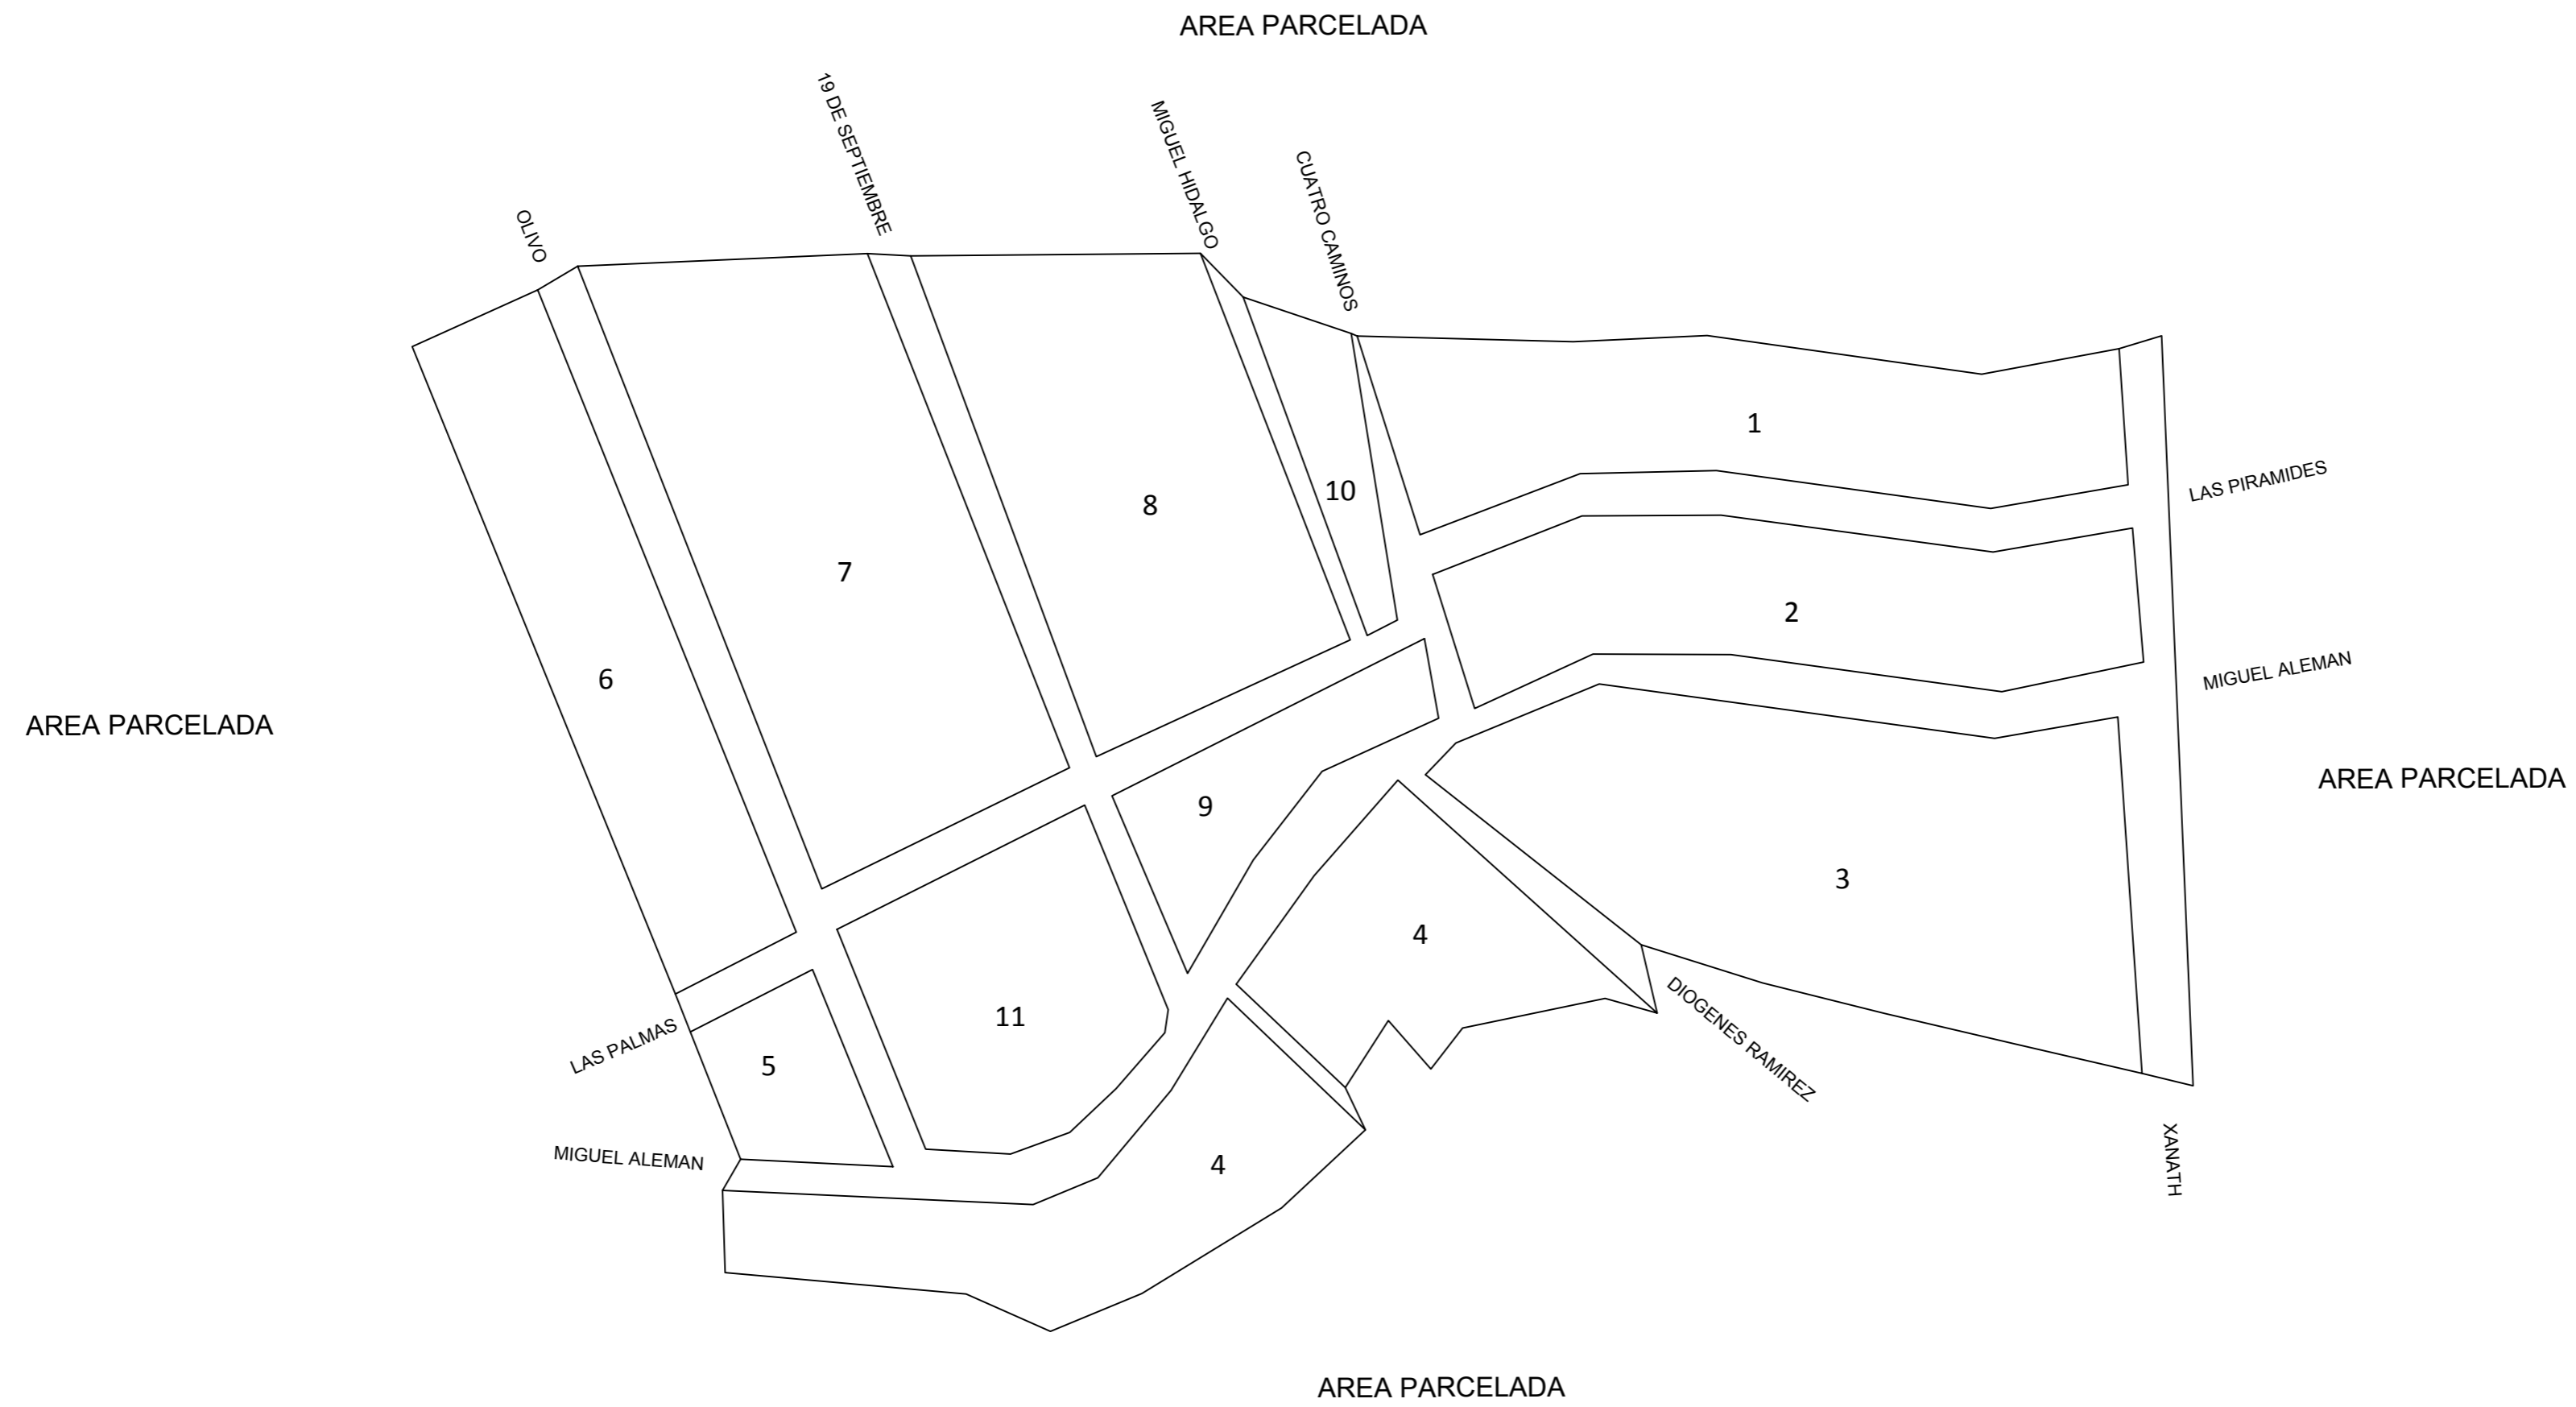 AREA PARCELADA
19 DE SEPTIEMBRE
MIGUEL HIDALGO
CUATRO CAMINOS
OLIVO
1
LAS PIRAMIDES
10
8
7
2
MIGUEL ALEMAN
6
AREA PARCELADA
AREA PARCELADA
9
3
4
11
DIOGENES RAMIREZ
LAS PALMAS
5
MIGUEL ALEMAN
4
XANATH
AREA PARCELADA